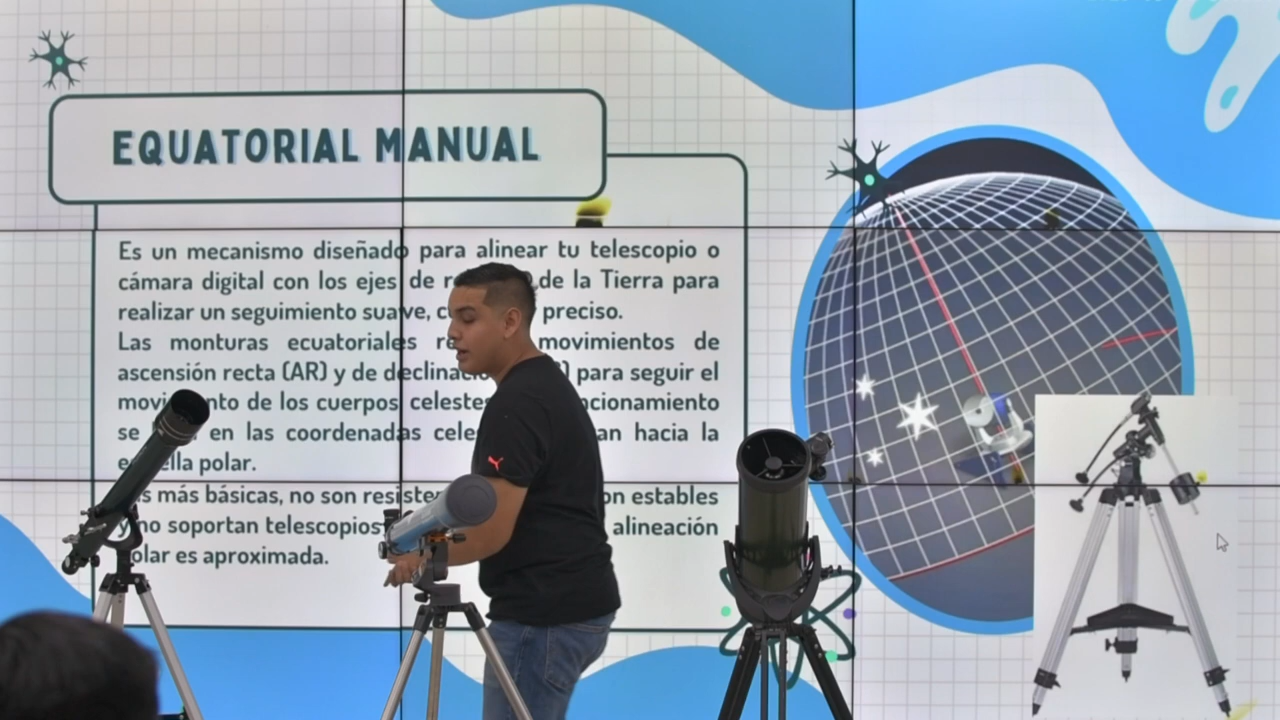 EQUATORIAL MANUAL
Es un mecanismo diseñado para alinear tu telescopio o
cámara digital con los ejes de de la Tierra para
realizar un seguimiento suave, preciso.
Las monturas ecuatoriales movimientos de
ascensión recta (AR) y de para seguir el
de los cuerpos celestes
se en las coordenadas hacia la
polar.
más básicas, no son estables
y no soportan telescopios alineación
polar es aproximada.